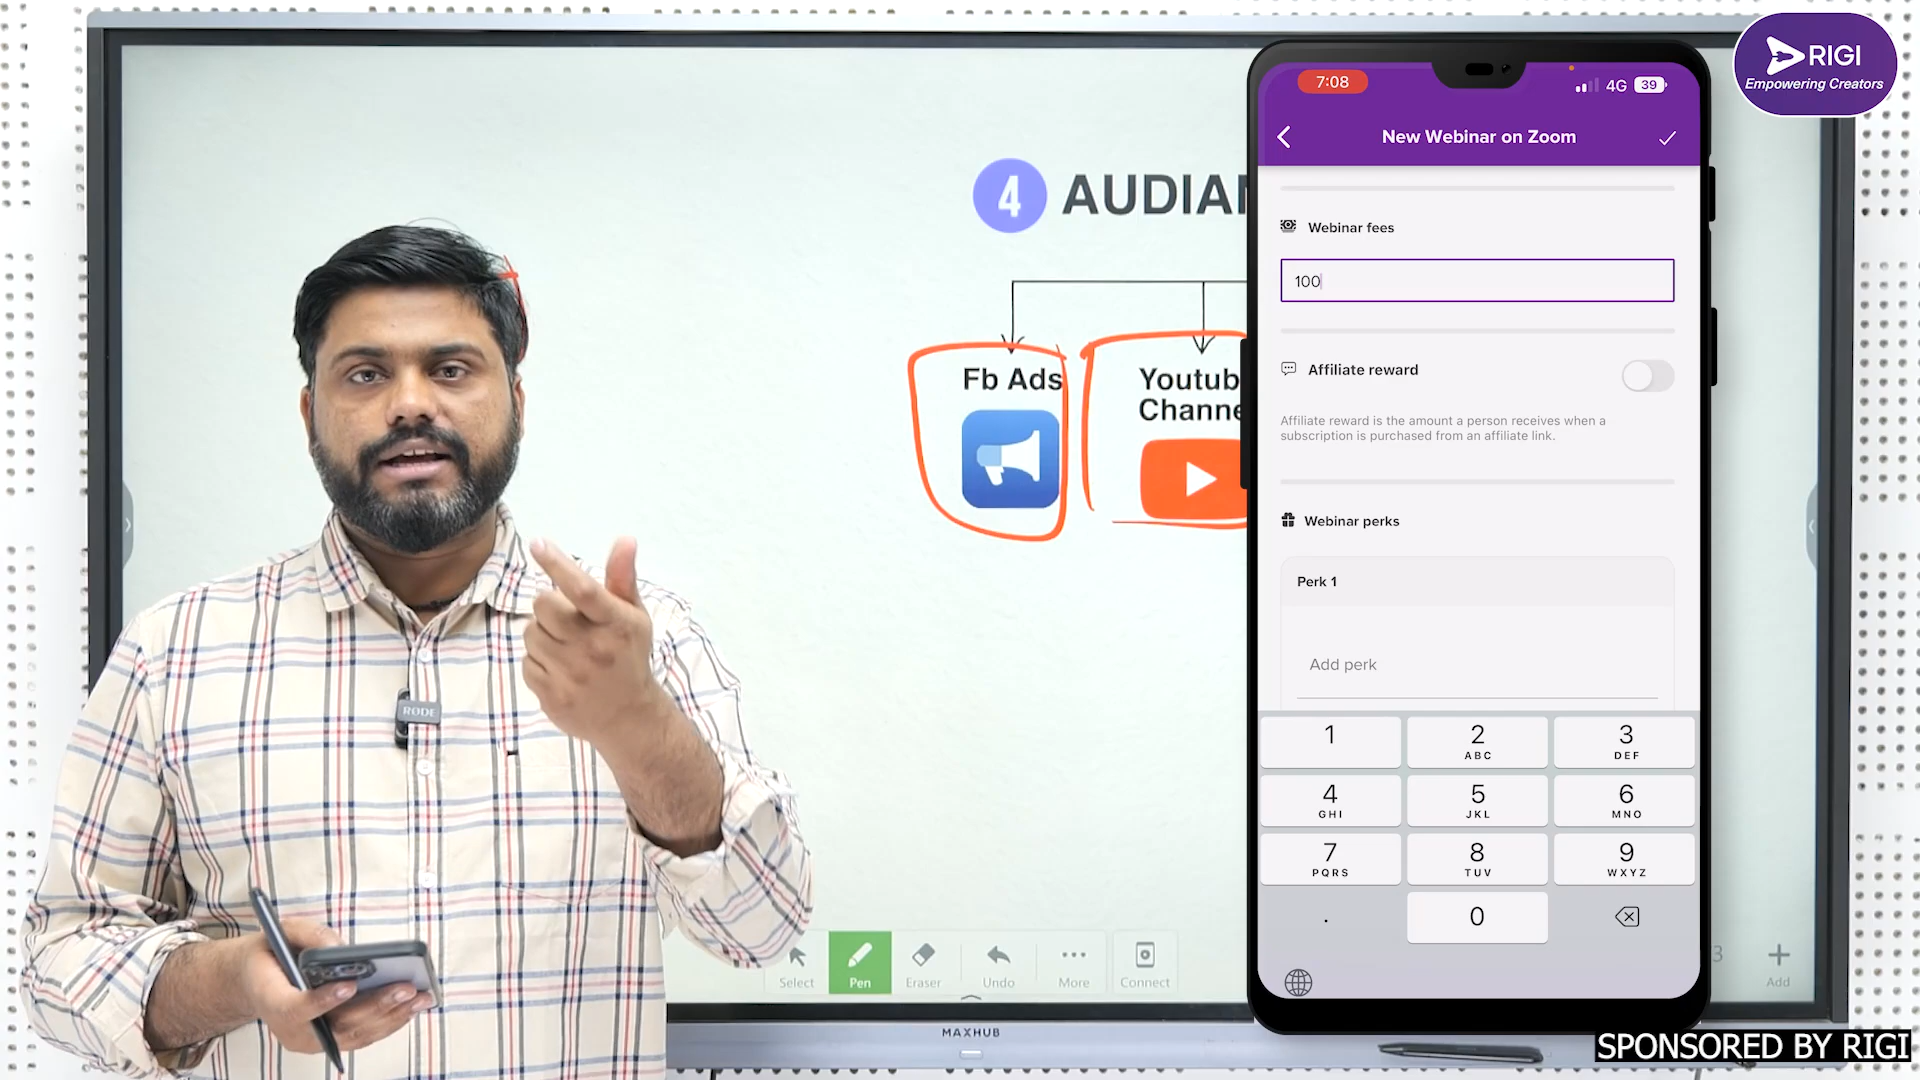 RIGI
Empowering Creators
7:08
4G
39
New Webinar on Zoom
Webinar fees
100
Affiliate reward
Affiliate reward is the amount a person receives when a
subscription is purchased from an affiliate link.
Webinar perks
Perk 1
Add perk
1
2
ABC
3
DEF
4
GHI
5
JKL
6
MNO
7
PQRS
8
TUV
9
WXYZ
.
0
4
AUDIAN
Fb Ads
Youtub
Channe
RØDE
Select
Pen
Eraser
Undo
More
Connect
3
Add
MAXHUB
SPONSORED BY RIGI